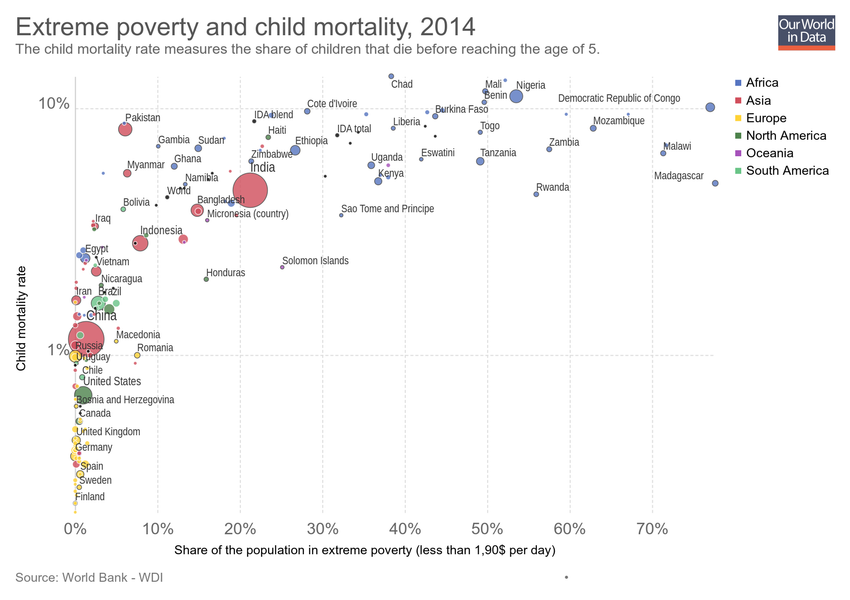 Extreme poverty and child mortality, 2014
The child mortality rate measures the share of children that die before reaching the age of 5.
Our World
in Data
Child mortality rate
10%
1%
Chad
Mali
Nigeria
Benin
Democratic Republic of Congo
Cote d'Ivoire
Burkina Faso
Pakistan
IDA blend
Liberia
Togo
Mozambique
IDA total
Haiti
Gambia
Sudan
Ethiopia
Zambia
Malawi
Ghana
Zimbabwe
Uganda
Eswatini
Tanzania
Myanmar
India
Kenya
Madagascar
Namibia
World
Rwanda
Bolivia
Bangladesh
Sao Tome and Principe
Micronesia (country)
Iraq
Indonesia
Egypt
Vietnam
Solomon Islands
Nicaragua
Honduras
Iran
Brazil
China
Macedonia
Russia
Romania
Uruguay
Chile
United States
Bosnia and Herzegovina
Canada
United Kingdom
Germany
Spain
Sweden
Finland
Africa
Asia
Europe
North America
Oceania
South America
0%
10%
20%
30%
40%
50%
60%
70%
Share of the population in extreme poverty (less than 1,90$ per day)
Source: World Bank - WDI